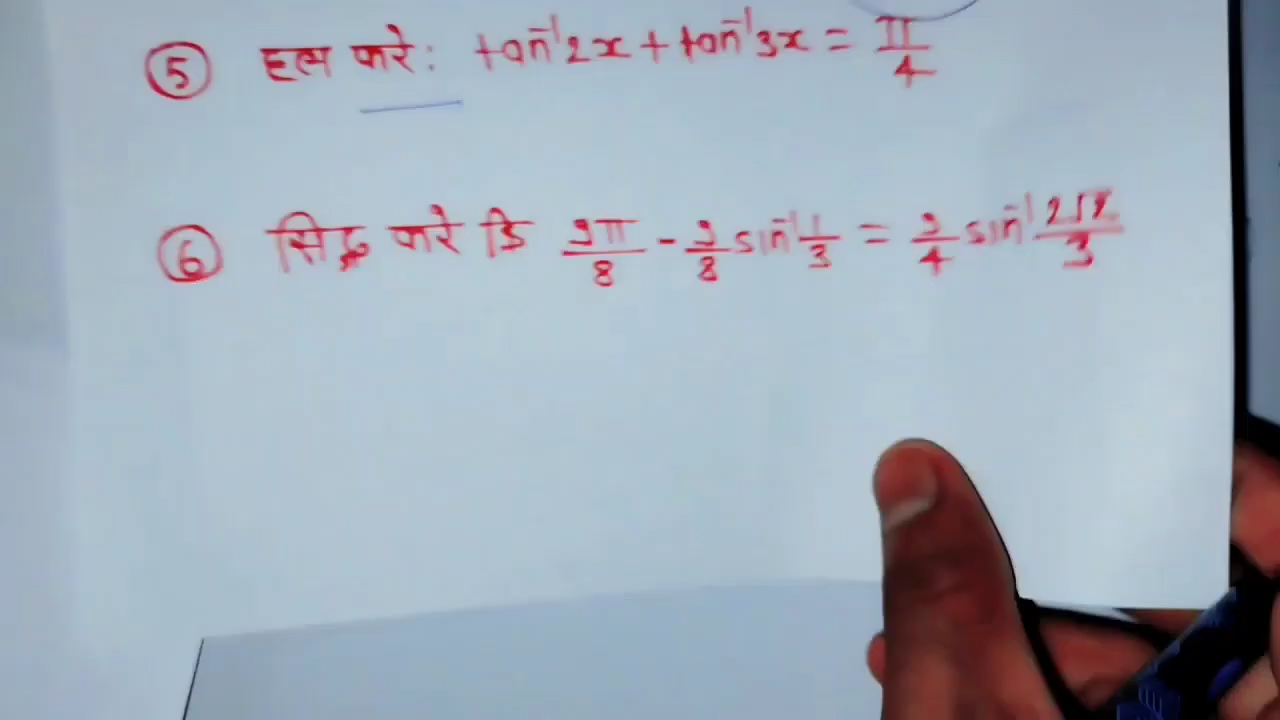 ⑤ हल करे: tan⁻¹2x + tan⁻¹3x = π/4
⑥ सिद्ध करे कि 9π/8 - 9/8 sin⁻¹ 1/3 = 9/4 sin⁻¹ 2√2/3